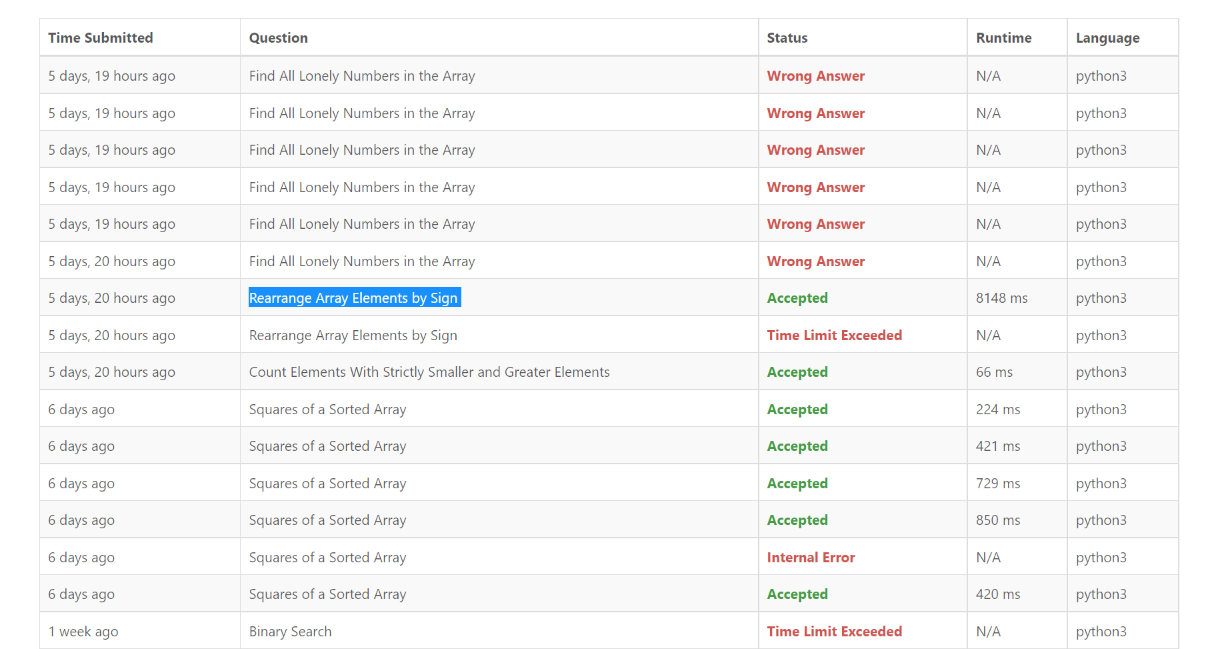 Time Submitted Question Status Runtime Language
5 days, 19 hours ago Find All Lonely Numbers in the Array Wrong Answer N/A python3
5 days, 19 hours ago Find All Lonely Numbers in the Array Wrong Answer N/A python3
5 days, 19 hours ago Find All Lonely Numbers in the Array Wrong Answer N/A python3
5 days, 19 hours ago Find All Lonely Numbers in the Array Wrong Answer N/A python3
5 days, 19 hours ago Find All Lonely Numbers in the Array Wrong Answer N/A python3
5 days, 20 hours ago Find All Lonely Numbers in the Array Wrong Answer N/A python3
5 days, 20 hours ago Rearrange Array Elements by Sign Accepted 8148 ms python3
5 days, 20 hours ago Rearrange Array Elements by Sign Time Limit Exceeded N/A python3
5 days, 20 hours ago Count Elements With Strictly Smaller and Greater Elements Accepted 66 ms python3
6 days ago Squares of a Sorted Array Accepted 224 ms python3
6 days ago Squares of a Sorted Array Accepted 421 ms python3
6 days ago Squares of a Sorted Array Accepted 729 ms python3
6 days ago Squares of a Sorted Array Accepted 850 ms python3
6 days ago Squares of a Sorted Array Internal Error N/A python3
6 days ago Squares of a Sorted Array Accepted 420 ms python3
1 week ago Binary Search Time Limit Exceeded N/A python3